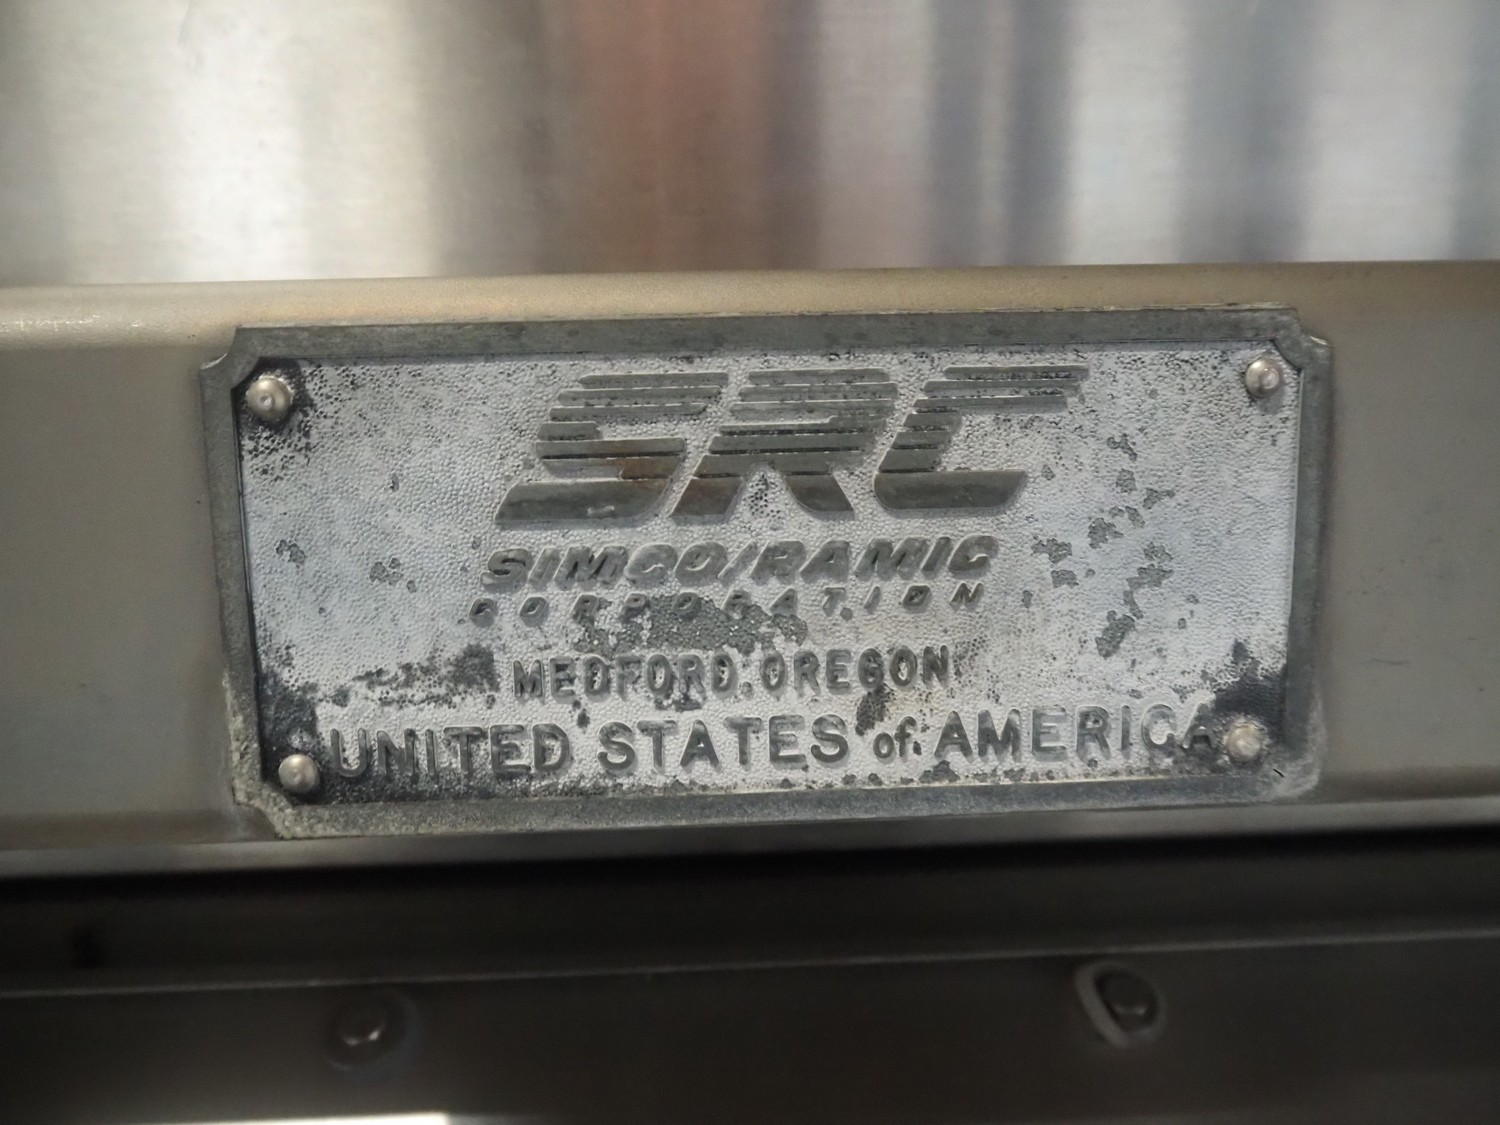 SRC
SIMCO/RAMIC
CORPORATION
MEDFORD, OREGON
UNITED STATES of AMERICA